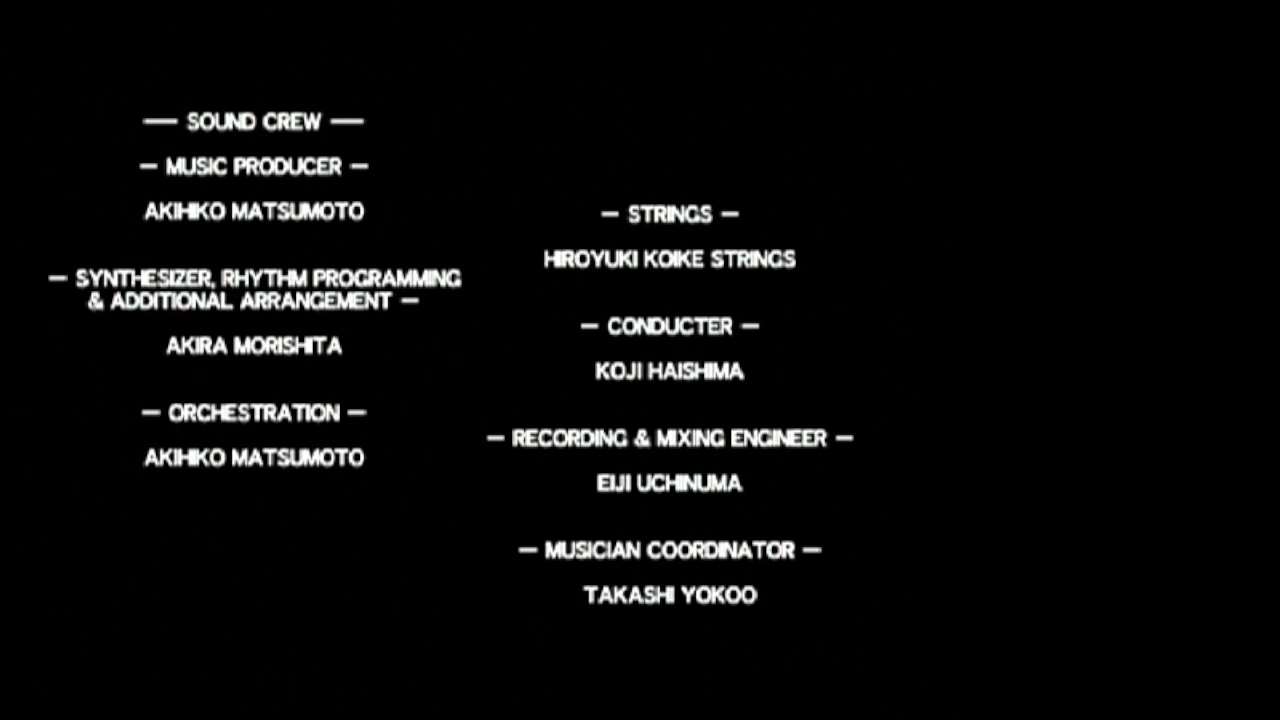 — SOUND CREW —
— MUSIC PRODUCER —
AKIHIKO MATSUMOTO
— SYNTHESIZER, RHYTHM PROGRAMMING
& ADDITIONAL ARRANGEMENT —
AKIRA MORISHITA
— ORCHESTRATION —
AKIHIKO MATSUMOTO
— STRINGS —
HIROYUKI KOIKE STRINGS
— CONDUCTER —
KOJI HAISHIMA
— RECORDING & MIXING ENGINEER —
EIJI UCHINUMA
— MUSICIAN COORDINATOR —
TAKASHI YOKOO